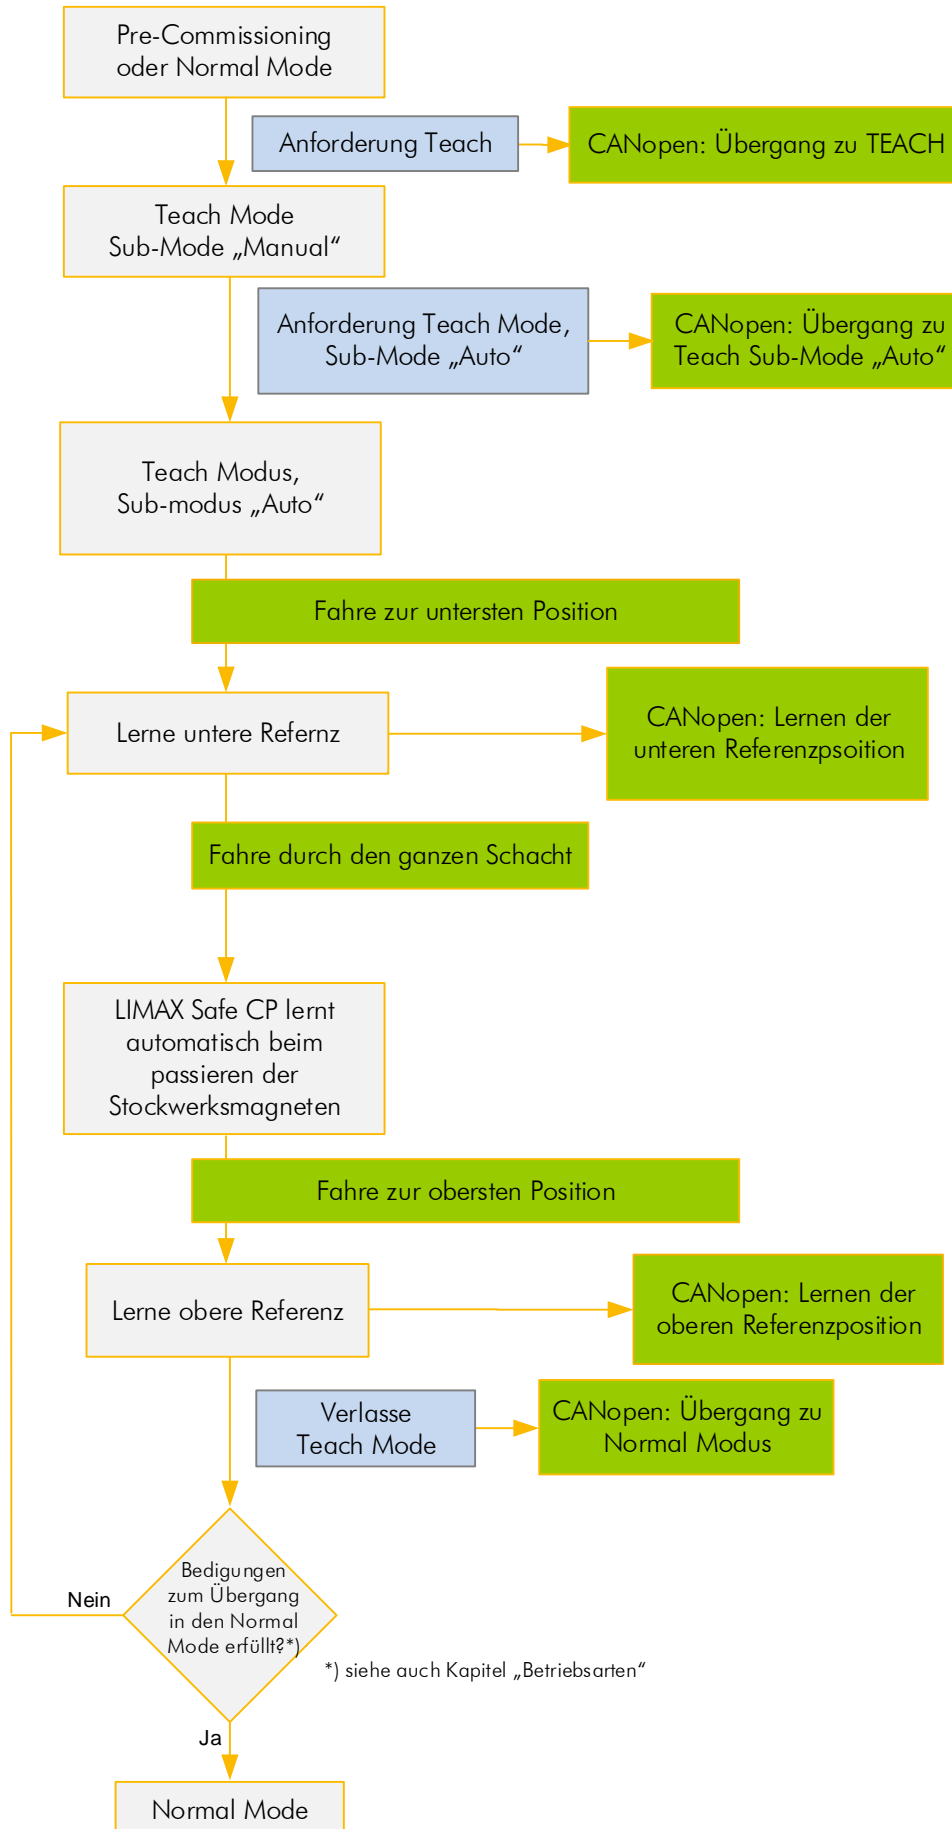 Pre-Commissioning
oder Normal Mode
Anforderung Teach
CANopen: Übergang zu TEACH
Teach Mode
Sub-Mode „Manual“
Anforderung Teach Mode,
Sub-Mode „Auto“
CANopen: Übergang zu
Teach Sub-Mode „Auto“
Teach Modus,
Sub-modus „Auto“
Fahre zur untersten Position
Lerne untere Refernz
CANopen: Lernen der
unteren Referenzpsoition
Fahre durch den ganzen Schacht
LIMAX Safe CP lernt
automatisch beim
passieren der
Stockwerksmagneten
Fahre zur obersten Position
Lerne obere Referenz
CANopen: Lernen der
oberen Referenzposition
Verlasse
Teach Mode
CANopen: Übergang zu
Normal Modus
Bedigungen
zum Übergang
in den Normal
Mode erfüllt?*)
Nein
*) siehe auch Kapitel „Betriebsarten“
Ja
Normal Mode